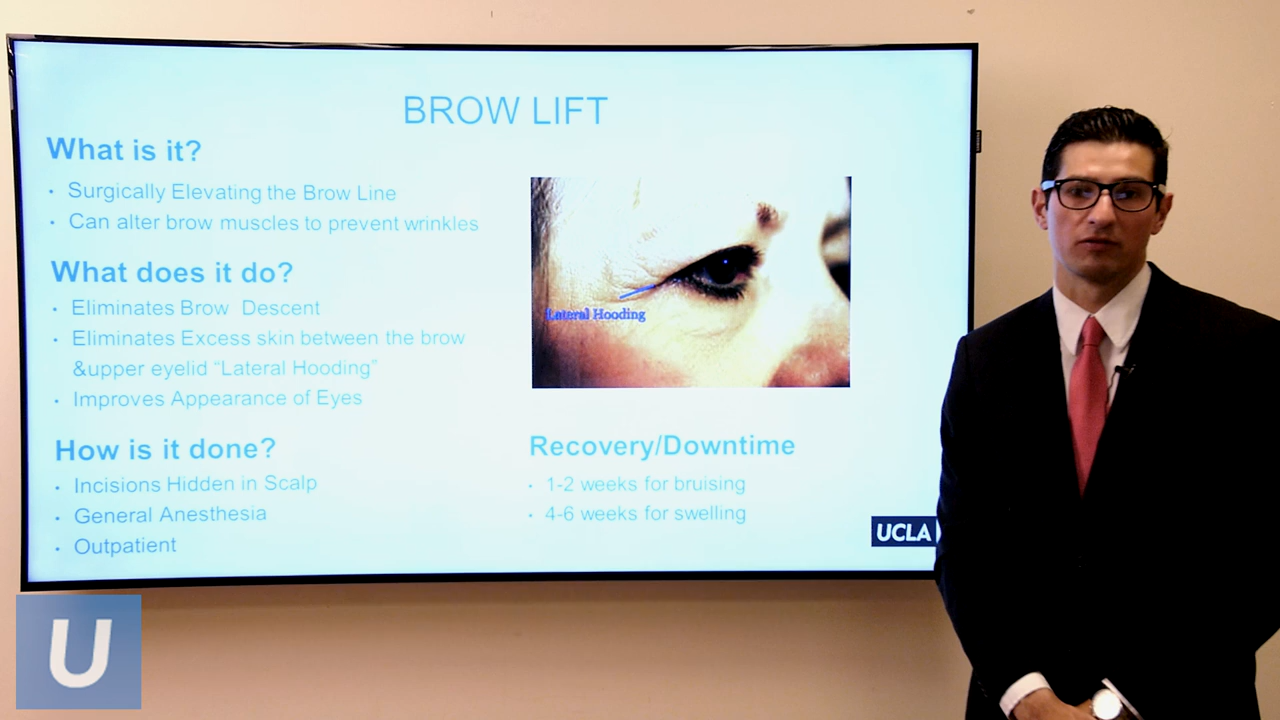 BROW LIFT
What is it?
• Surgically Elevating the Brow Line
• Can alter brow muscles to prevent wrinkles
What does it do?
• Eliminates Brow Descent
• Eliminates Excess skin between the brow
&upper eyelid “Lateral Hooding”
• Improves Appearance of Eyes
How is it done?
• Incisions Hidden in Scalp
• General Anesthesia
• Outpatient
Lateral Hooding
Recovery/Downtime
• 1-2 weeks for bruising
• 4-6 weeks for swelling
UCLA
U